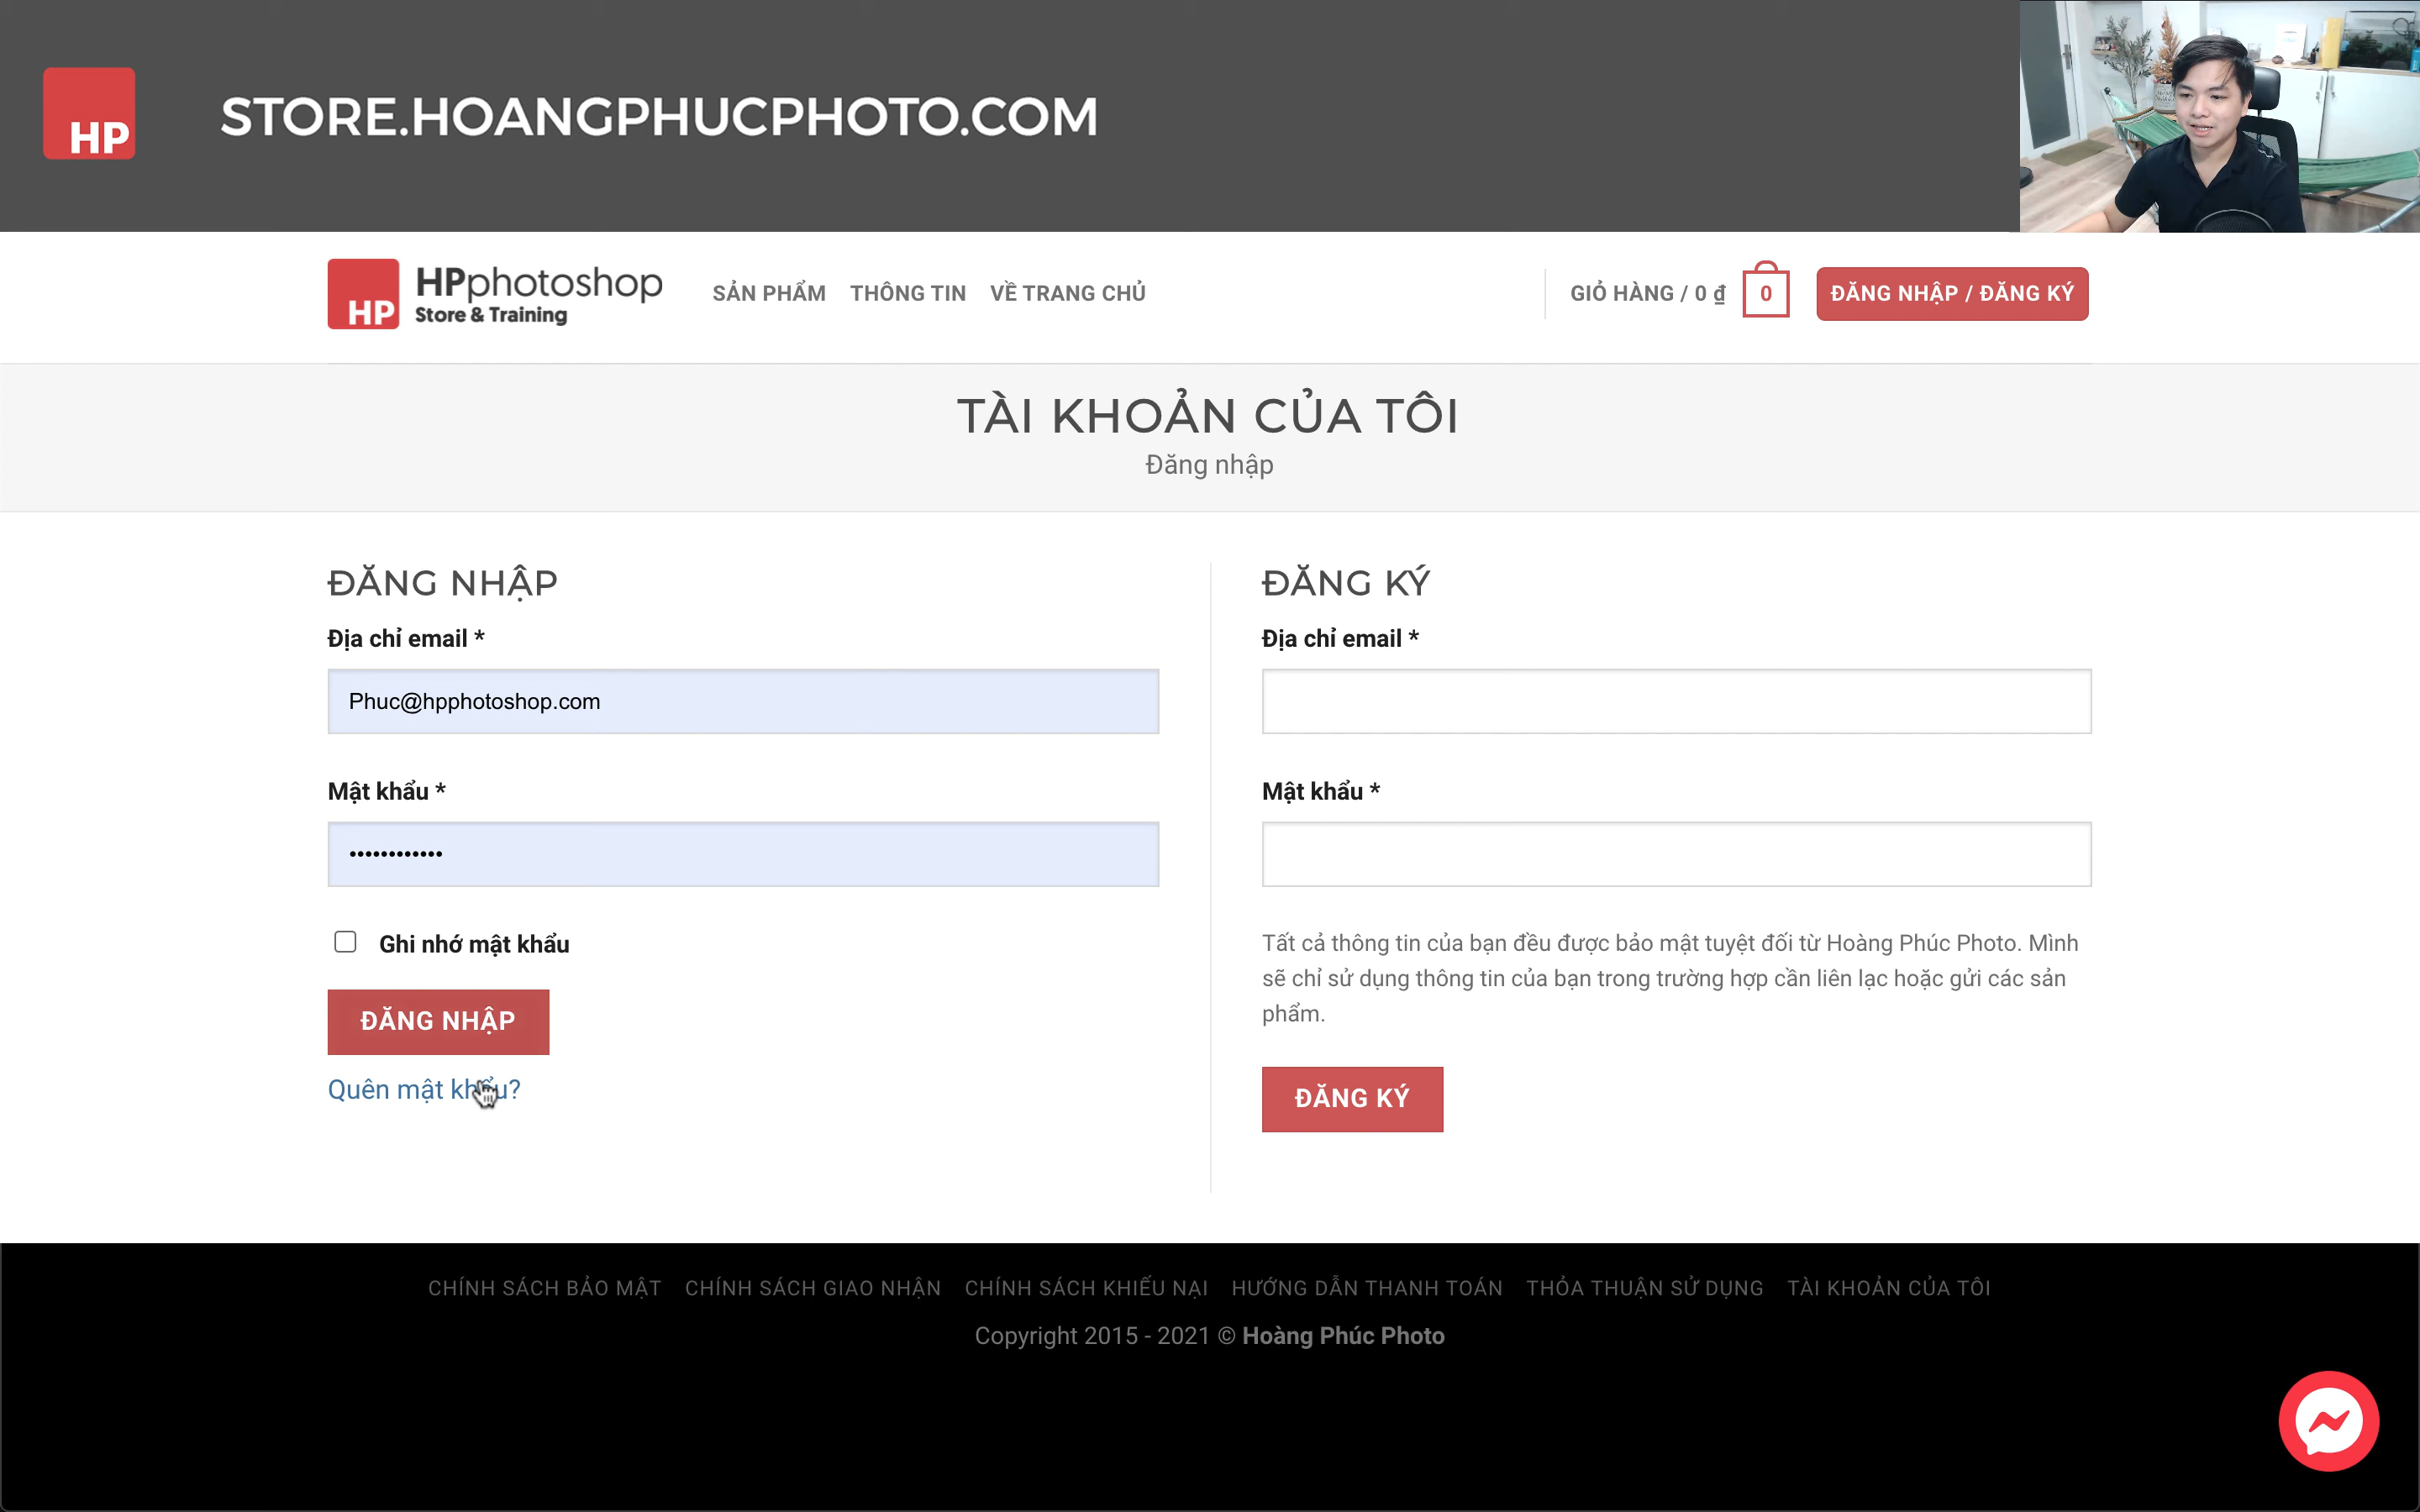 HP
STORE.HOANGPHUCPHOTO.COM
HP
HPphotoshop
Store & Training
SẢN PHẨM THÔNG TIN VỀ TRANG CHỦ
GIỎ HÀNG / 0 ₫ 0 ĐĂNG NHẬP / ĐĂNG KÝ
TÀI KHOẢN CỦA TÔI
Đăng nhập
ĐĂNG NHẬP
Địa chỉ email *
Phuc@hpphotoshop.com
Mật khẩu *
••••••••••••
Ghi nhớ mật khẩu
ĐĂNG NHẬP
Quên mật khẩu?
ĐĂNG KÝ
Địa chỉ email *
Mật khẩu *
Tất cả thông tin của bạn đều được bảo mật tuyệt đối từ Hoàng Phúc Photo. Mình
sẽ chỉ sử dụng thông tin của bạn trong trường hợp cần liên lạc hoặc gửi các sản
phẩm.
ĐĂNG KÝ
CHÍNH SÁCH BẢO MẬT CHÍNH SÁCH GIAO NHẬN CHÍNH SÁCH KHIẾU NẠI HƯỚNG DẪN THANH TOÁN THỎA THUẬN SỬ DỤNG TÀI KHOẢN CỦA TÔI
Copyright 2015 - 2021 © Hoàng Phúc Photo